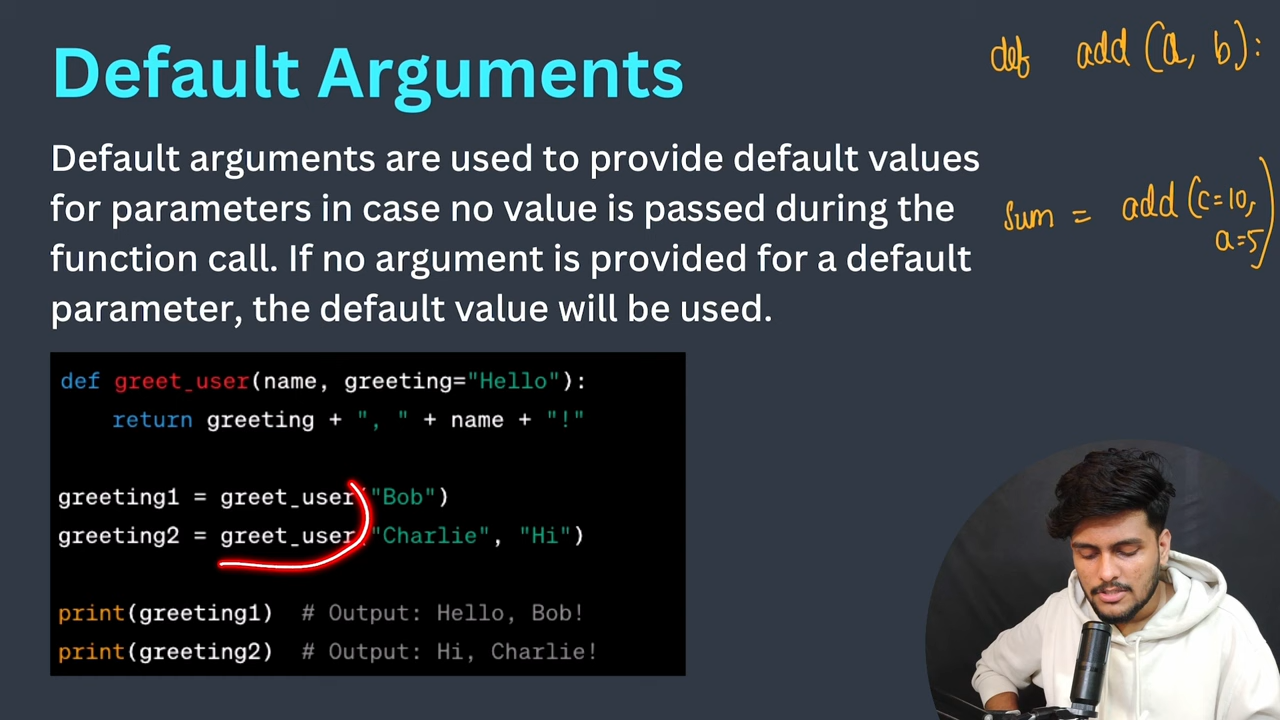 Default Arguments
def add (a, b):
Default arguments are used to provide default values
for parameters in case no value is passed during the
function call. If no argument is provided for a default
parameter, the default value will be used.
sum = add (c=10,
a=5)
def greet_user(name, greeting="Hello"):
return greeting + ", " + name + "!"
greeting1 = greet_user("Bob")
greeting2 = greet_user("Charlie", "Hi")
print(greeting1) # Output: Hello, Bob!
print(greeting2) # Output: Hi, Charlie!